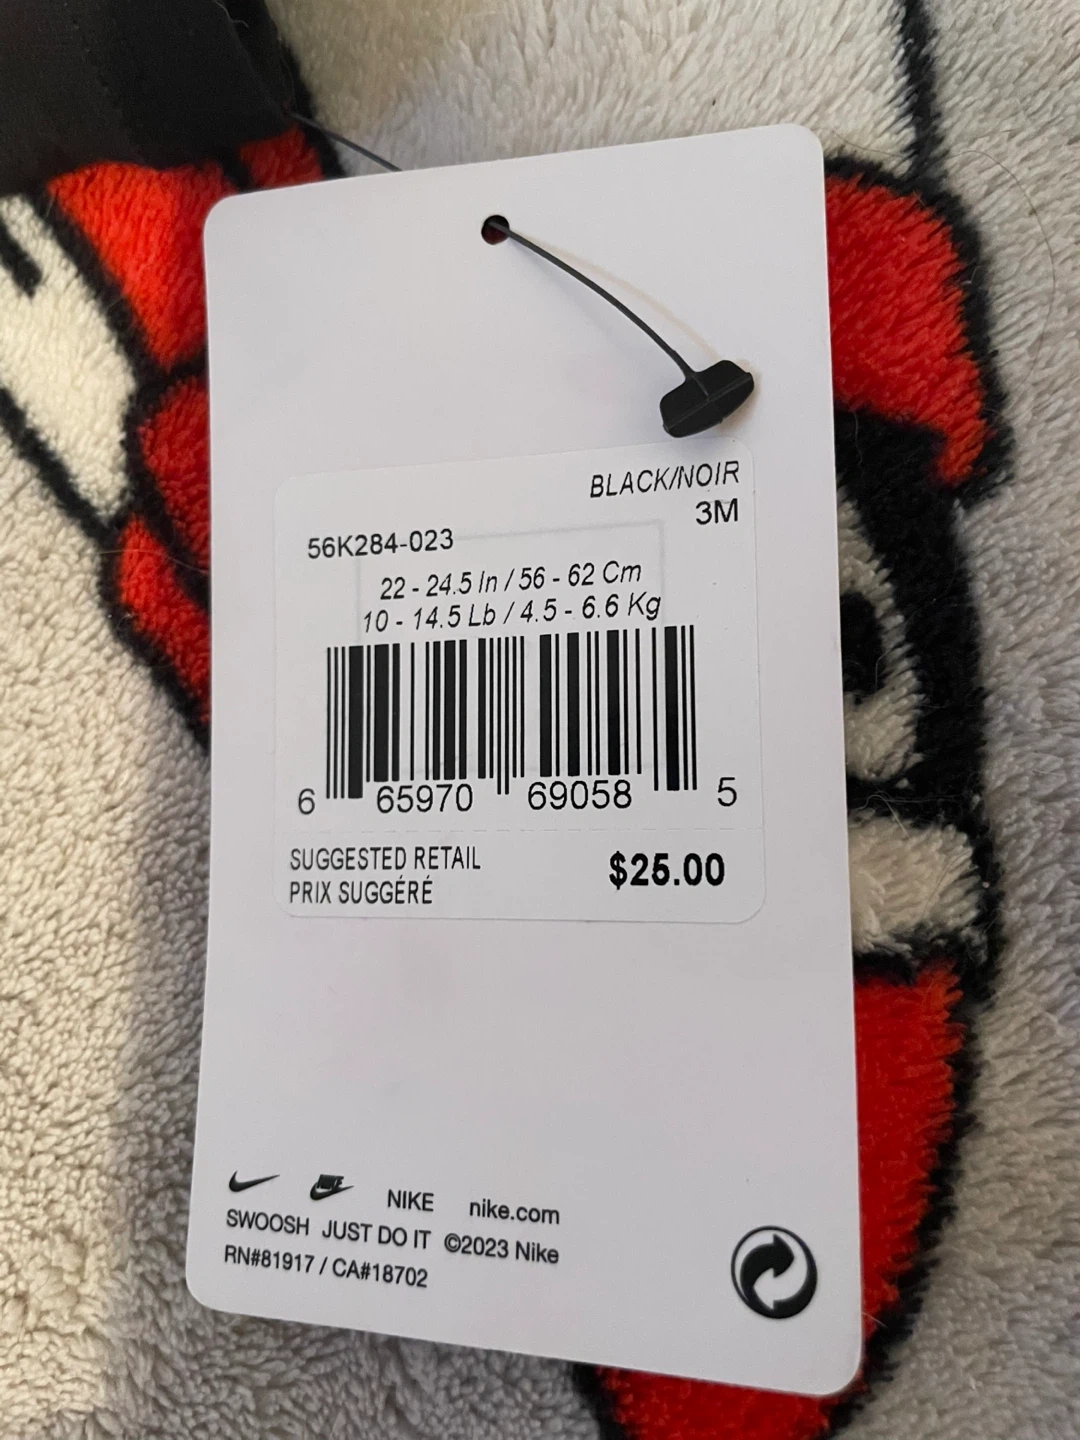 BLACK/NOIR
3M
56K284-023
22 - 24.5 In / 56 - 62 Cm
10 - 14.5 Lb / 4.5 - 6.6 Kg
6 65970 69058 5
SUGGESTED RETAIL
PRIX SUGGÉRÉ
$25.00
NIKE NIKE nike.com
SWOOSH JUST DO IT ©2023 Nike
RN#81917 / CA#18702